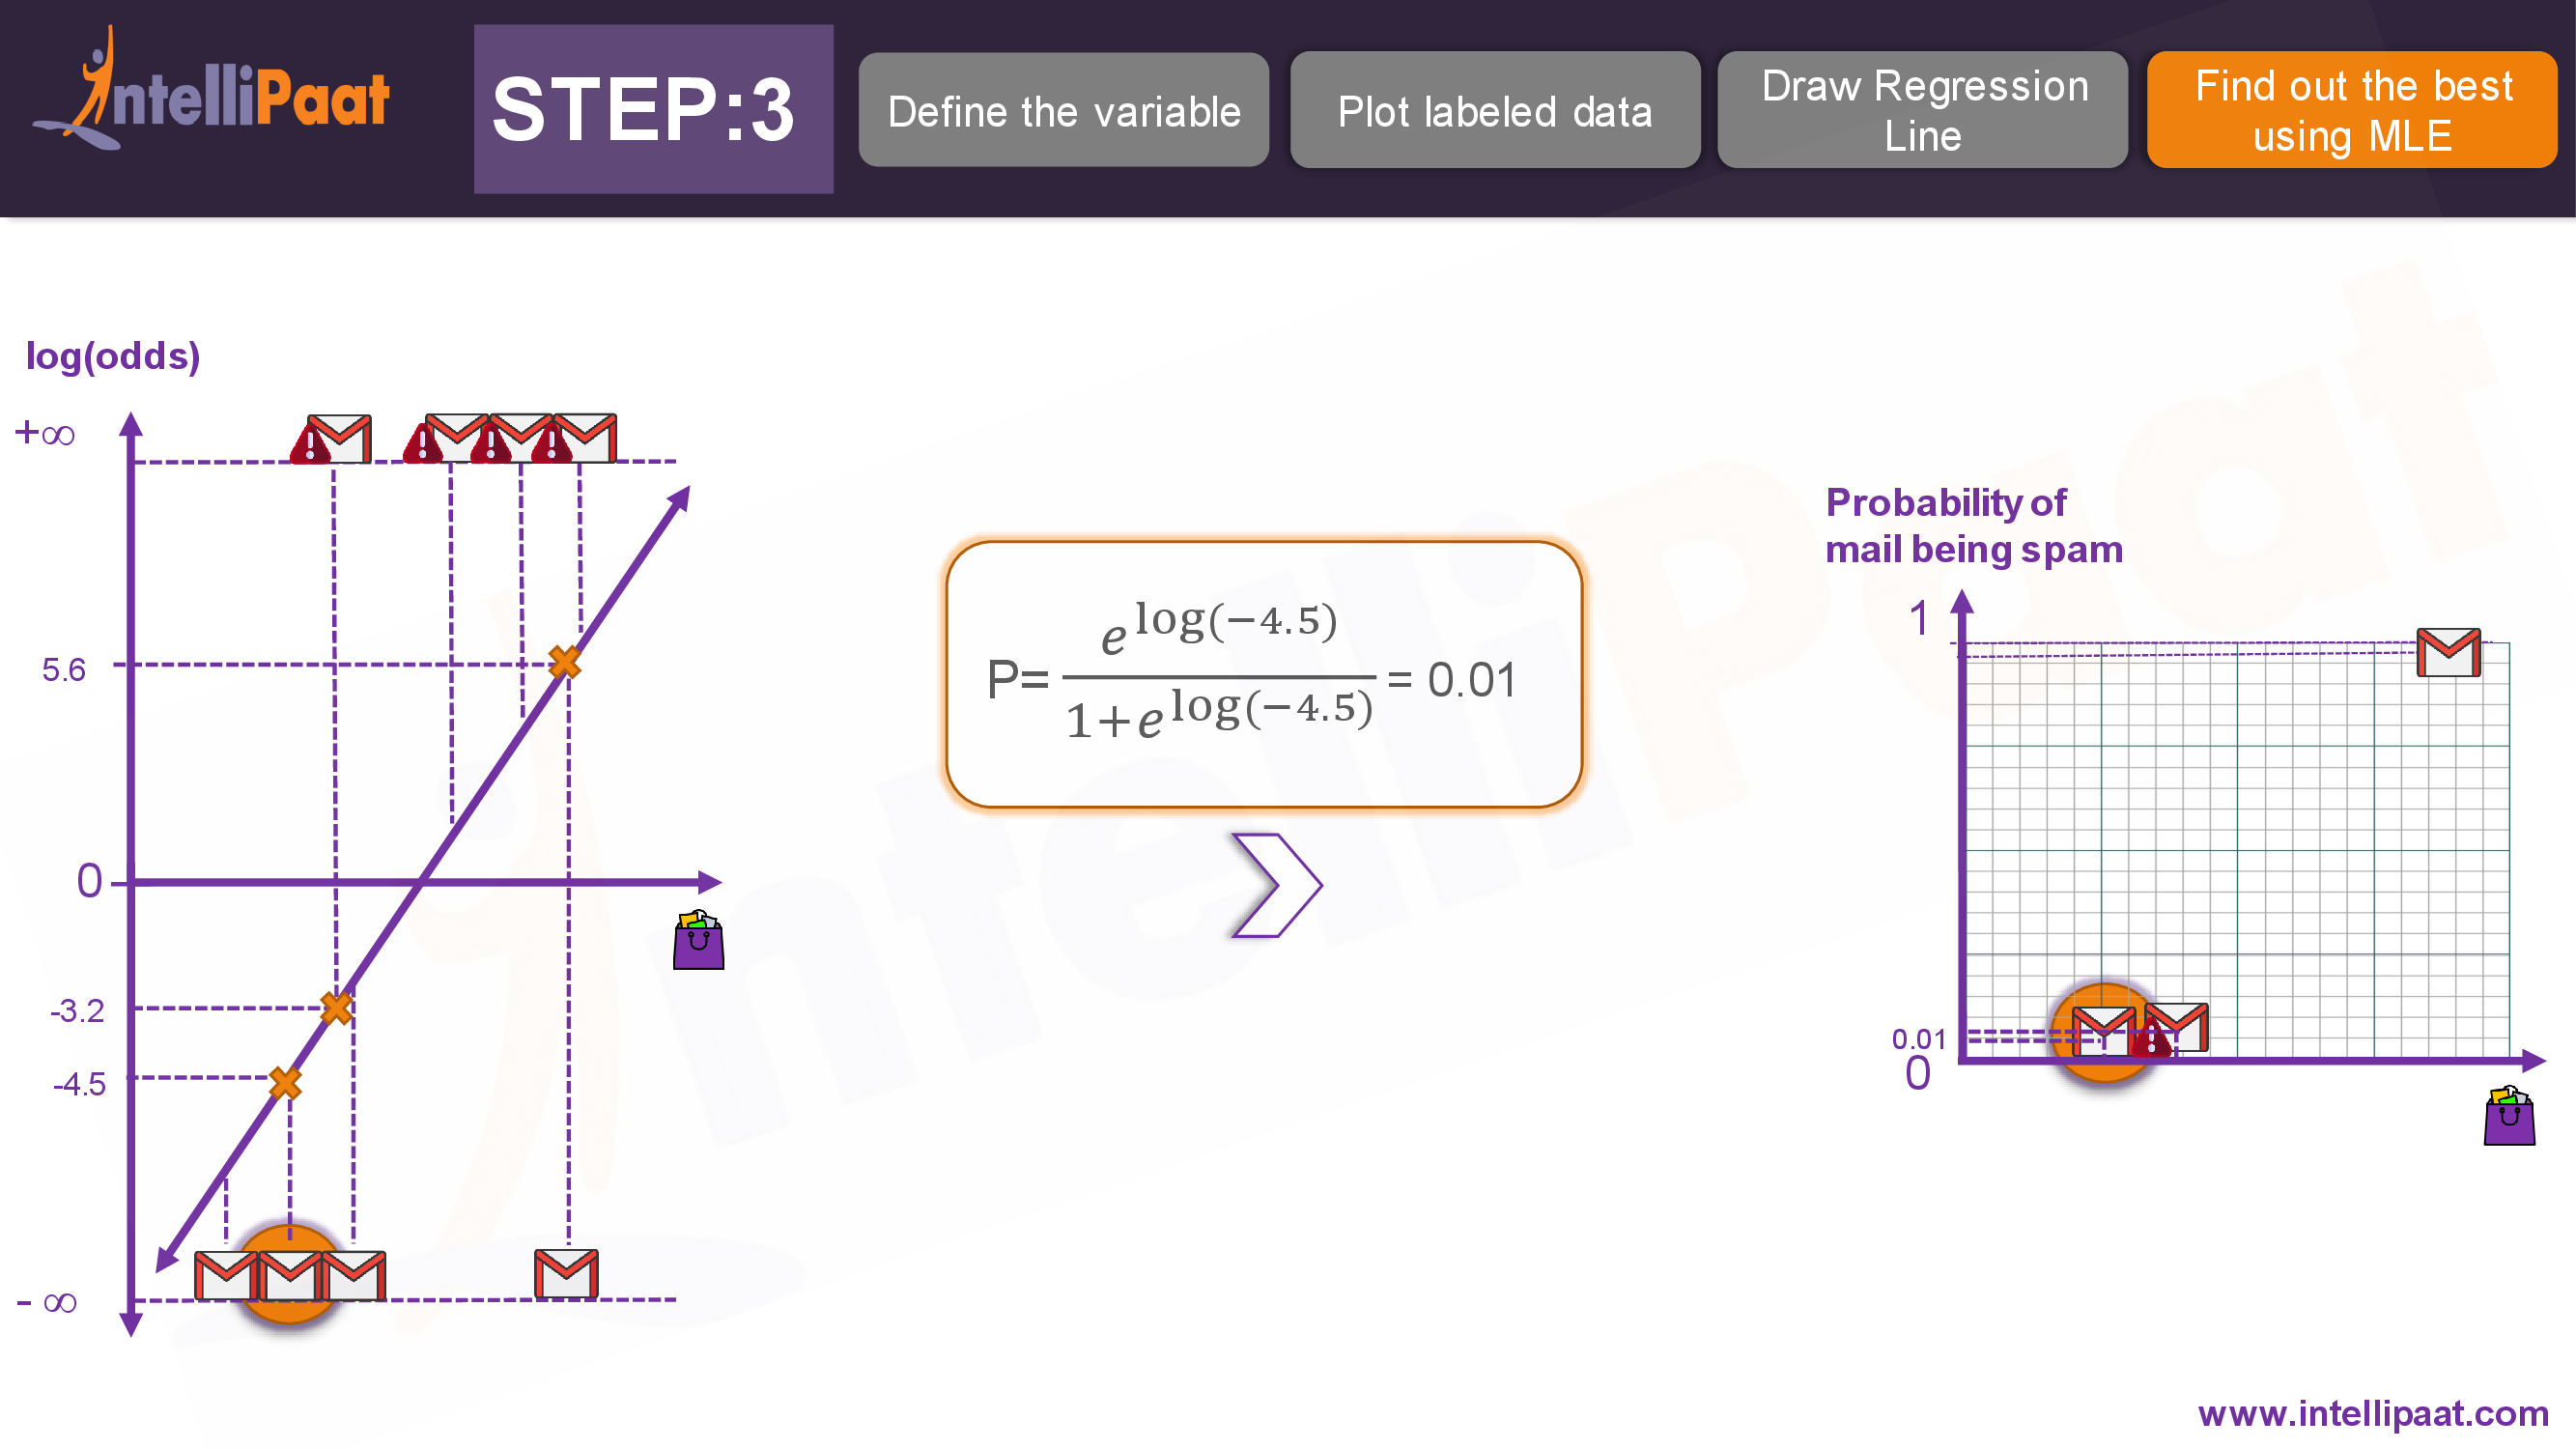 IntelliPaat
STEP:3
Define the variable
Plot labeled data
Draw Regression
Line
Find out the best
using MLE
log(odds)
+∞
5.6
0
-3.2
-4.5
- ∞
P= e^log(−4.5) / 1+e^log(−4.5) = 0.01
Probability of
mail being spam
1
0.01
0
www.intellipaat.com